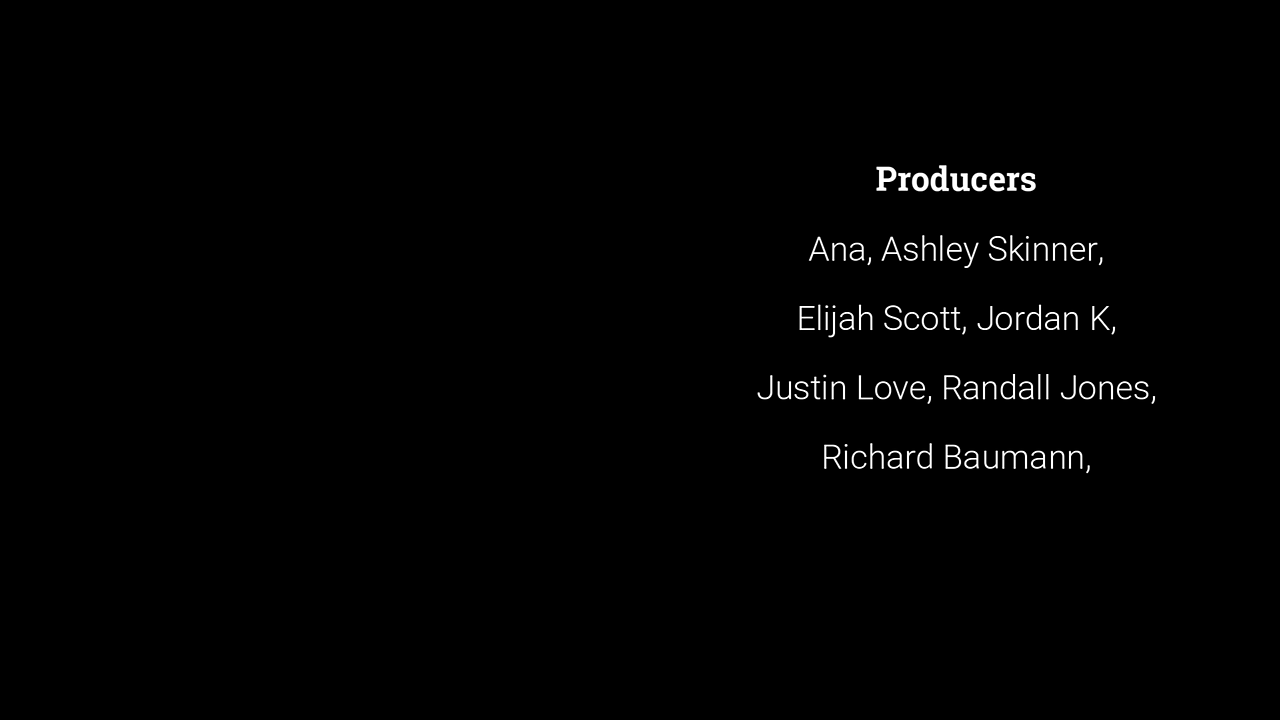 Producers
Ana, Ashley Skinner,
Elijah Scott, Jordan K,
Justin Love, Randall Jones,
Richard Baumann,